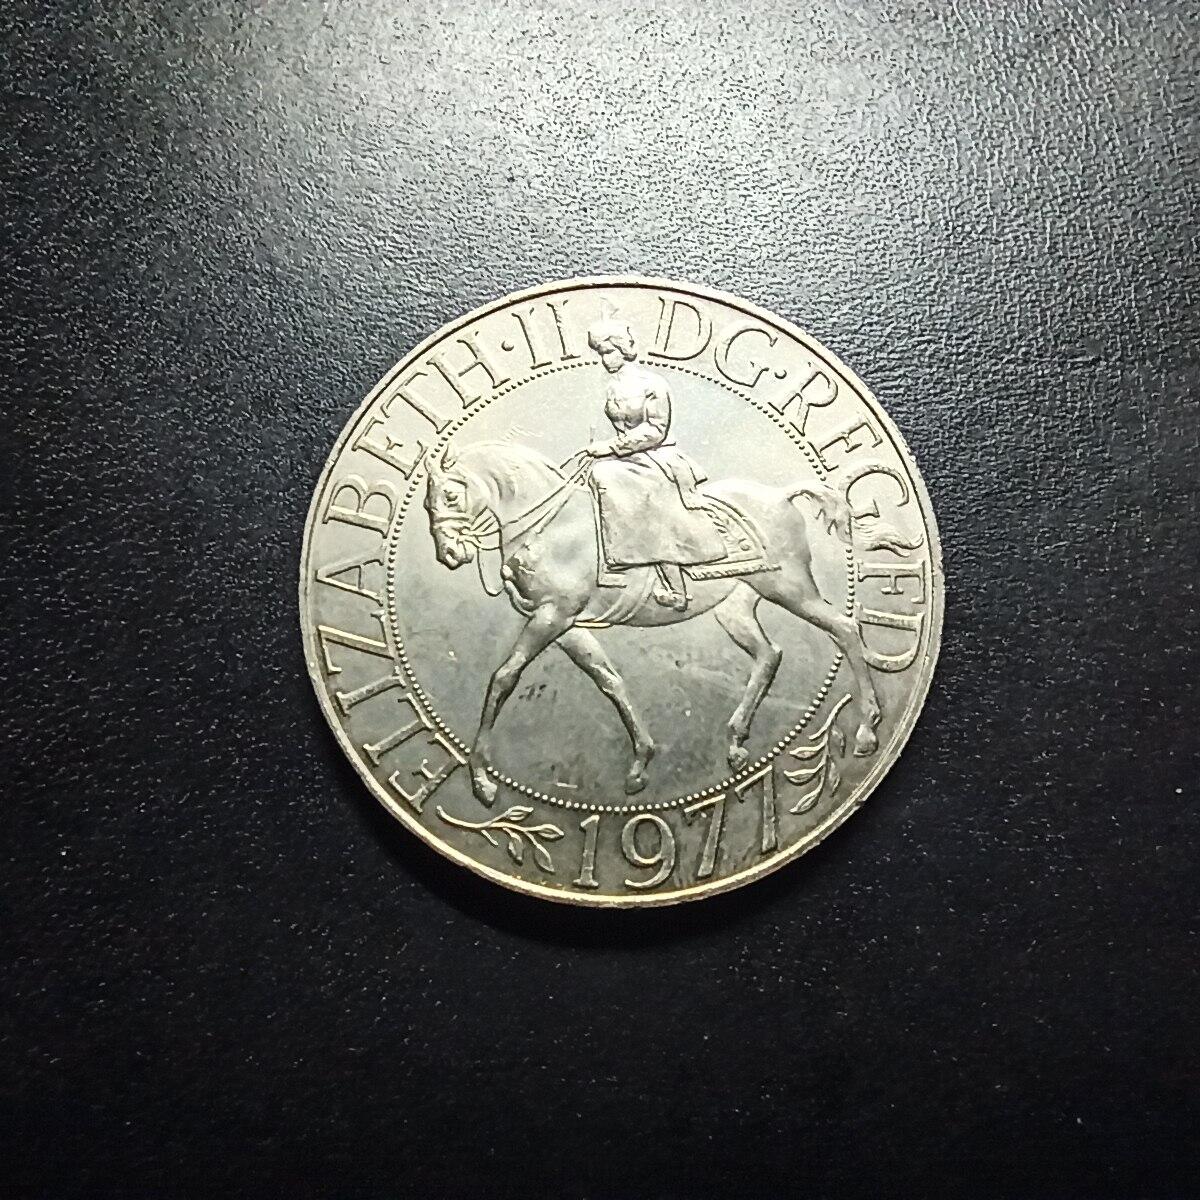 ELIZABETH·II DG·REG FD
1977